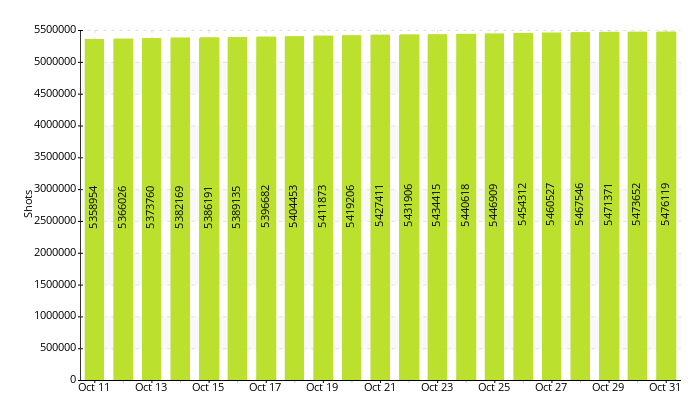 5500000
5000000
4500000
4000000
3500000
3000000
2500000
2000000
1500000
1000000
500000
0
Shots
5358954
5366026
5373760
5382169
5386191
5389135
5396682
5404453
5411873
5419206
5427411
5431906
5434415
5440618
5446909
5454312
5460527
5467546
5471371
5473652
5476119
Oct 11
Oct 13
Oct 15
Oct 17
Oct 19
Oct 21
Oct 23
Oct 25
Oct 27
Oct 29
Oct 31